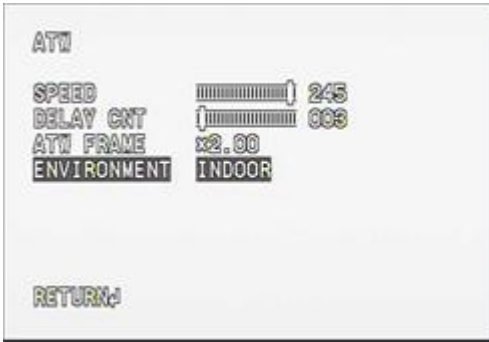 ATW
SPEED 245
DELAY CNT 003
ATW FRAME x2.00
ENVIRONMENT INDOOR
RETURN↲